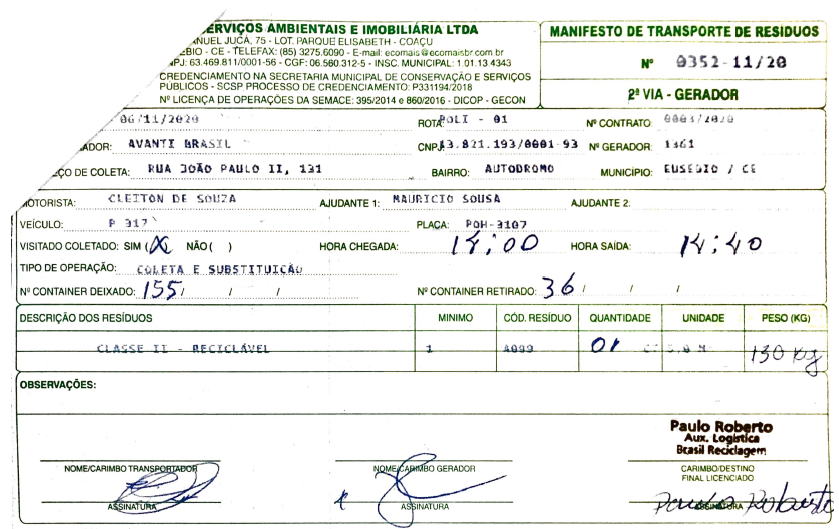 ERVIÇOS AMBIENTAIS E IMOBILIÁRIA LTDA
NUEL JUCÁ, 75 - LOT. PARQUE ELISABETH - COAÇU
ÉBIO - CE - TELEFAX: (85) 3275.6090 - E-mail: ecomais@ecomaisbr.com.br
PJ: 63.469.811/0001-56 - CGF: 06.560.312-5 - INSC. MUNICIPAL: 1.01.13.4343
CREDENCIAMENTO NA SECRETARIA MUNICIPAL DE CONSERVAÇÃO E SERVIÇOS
PÚBLICOS - SCSP PROCESSO DE CREDENCIAMENTO: P331194/2018
Nº LICENÇA DE OPERAÇÕES DA SEMACE: 395/2014 e 860/2016 - DICOP - GECON
MANIFESTO DE TRANSPORTE DE RESÍDUOS
Nº 0352-11/20
2ª VIA - GERADOR
06/11/2020 ROTA: POLI - 01 Nº CONTRATO: 0003/2020
ADOR: AVANTI BRASIL CNPJ: 13.821.193/0001-93 Nº GERADOR: 1361
EÇO DE COLETA: RUA JOÃO PAULO II, 131 BAIRRO: AUTODROMO MUNICÍPIO: EUSEBIO / CE
MOTORISTA: CLEITON DE SOUZA AJUDANTE 1: MAURICIO SOUSA AJUDANTE 2:
VEÍCULO: P 317 PLAÇA: POH-3107
VISITADO COLETADO: SIM (X) NÃO ( ) HORA CHEGADA: 14:00 HORA SAÍDA: 14:40
TIPO DE OPERAÇÃO: COLETA E SUBSTITUICÃO
Nº CONTAINER DEIXADO: 155/ / / Nº CONTAINER RETIRADO: 36 / / /
DESCRIÇÃO DOS RESÍDUOS MINIMO CÓD. RESÍDUO QUANTIDADE UNIDADE PESO (KG)
CLASSE II - RECICLÁVEL 1 A099 01 130 kg
OBSERVAÇÕES:
Paulo Roberto
Aux. Logística
Brasil Reciclagem
NOME/CARIMBO TRANSPORTADOR NOME/CARIMBO GERADOR CARIMBO/DESTINO
FINAL LICENCIADO
ASSINATURA ASSINATURA ASSINATURA
Paulo Roberto